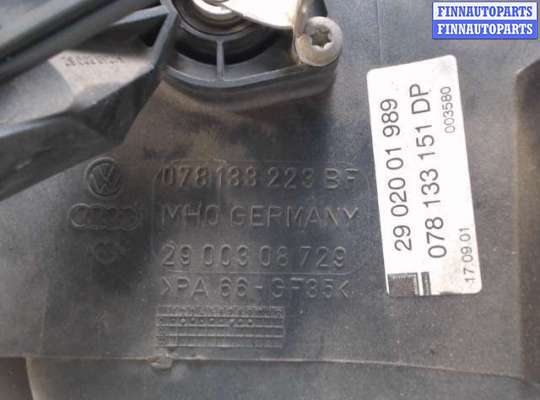 FINNAUTOPARTS
FINNAUTOPARTS
078 133 223 BF
MHO GERMANY
29 003 08 729
>PA 66-GF35<
29 020 01 989
078 133 151 DP
003580
17.09.01